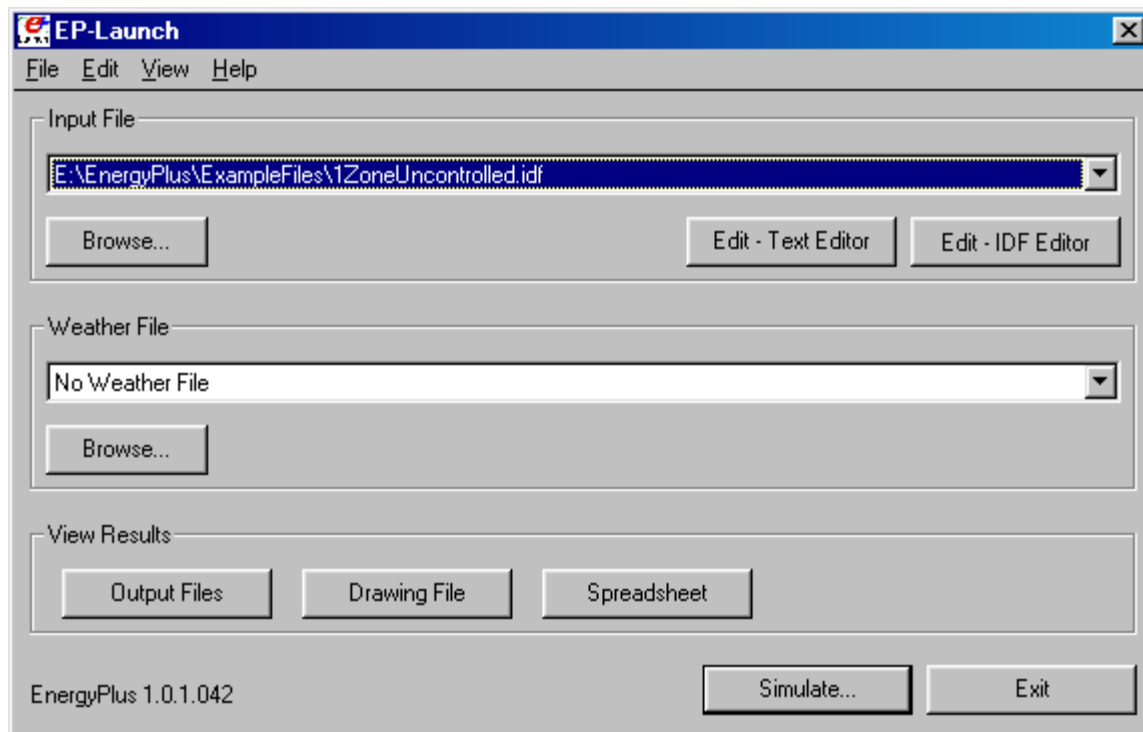 EP-Launch
File Edit View Help
Input File
E:\EnergyPlus\ExampleFiles\1ZoneUncontrolled.idf
Browse... Edit - Text Editor Edit - IDF Editor
Weather File
No Weather File
Browse...
View Results
Output Files Drawing File Spreadsheet
EnergyPlus 1.0.1.042 Simulate... Exit